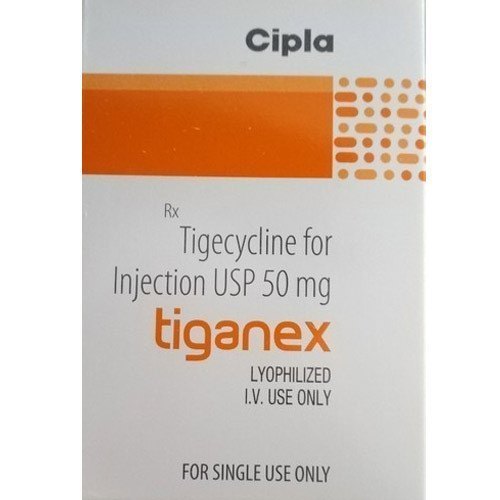 Cipla
Rx
Tigecycline for
Injection USP 50 mg
tiganex
LYOPHILIZED
I.V. USE ONLY
FOR SINGLE USE ONLY